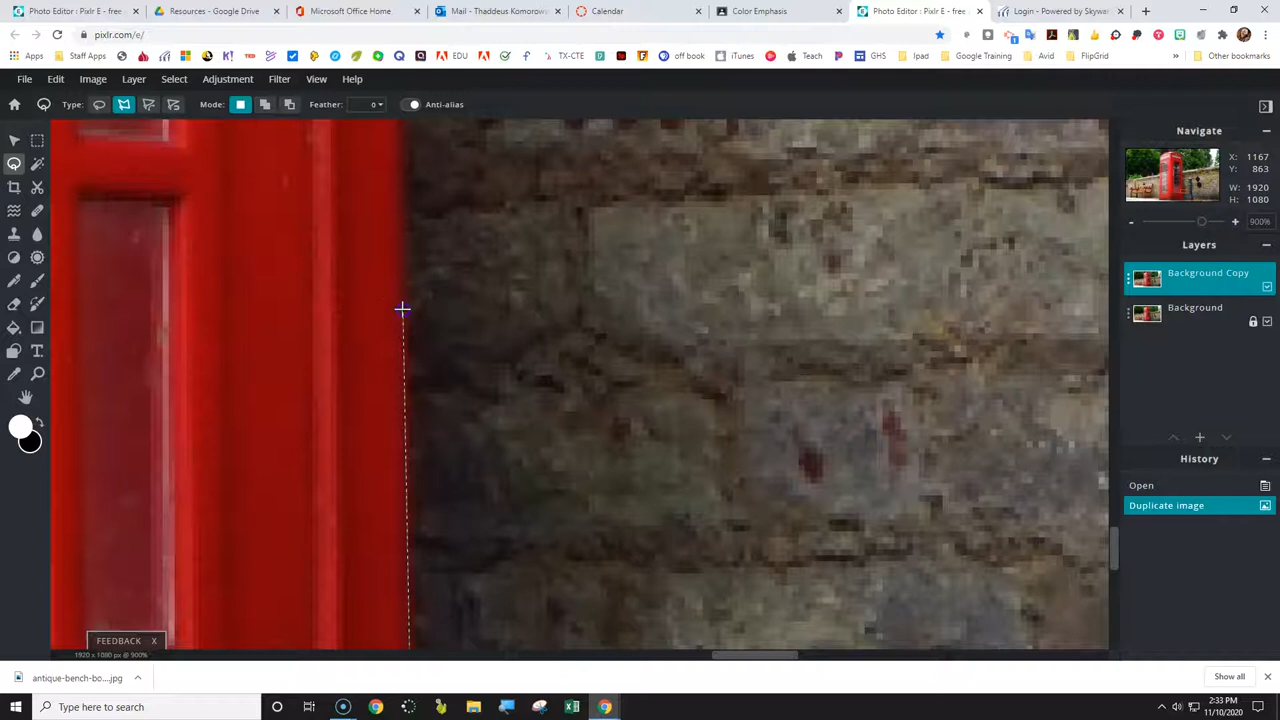 Photo Editor : Pixlr E - free i
Resources - Google Drive
Microsoft Office Home
Mail - Thaddeus Komorow
Calendar
Color Emphasis
Photo Editor : Pixlr E - free i
Login - Powered by Skywar
pixlr.com/e/
Apps
TED
EDU
TX-CTE
off book
iTunes
Teach
GHS
Ipad
Google Training
Avid
FlipGrid
Other bookmarks
File Edit Image Layer Select Adjustment Filter View Help
Type: Mode: Feather: 0 Anti-alias
Navigate
X: 1167
Y: 863
W: 1920
H: 1080
900%
Layers
Background Copy
Background
History
Open
Duplicate image
FEEDBACK X
1920 x 1080 px @ 900%
antique-bench-bo....jpg
Show all
Type here to search
2:33 PM
11/10/2020